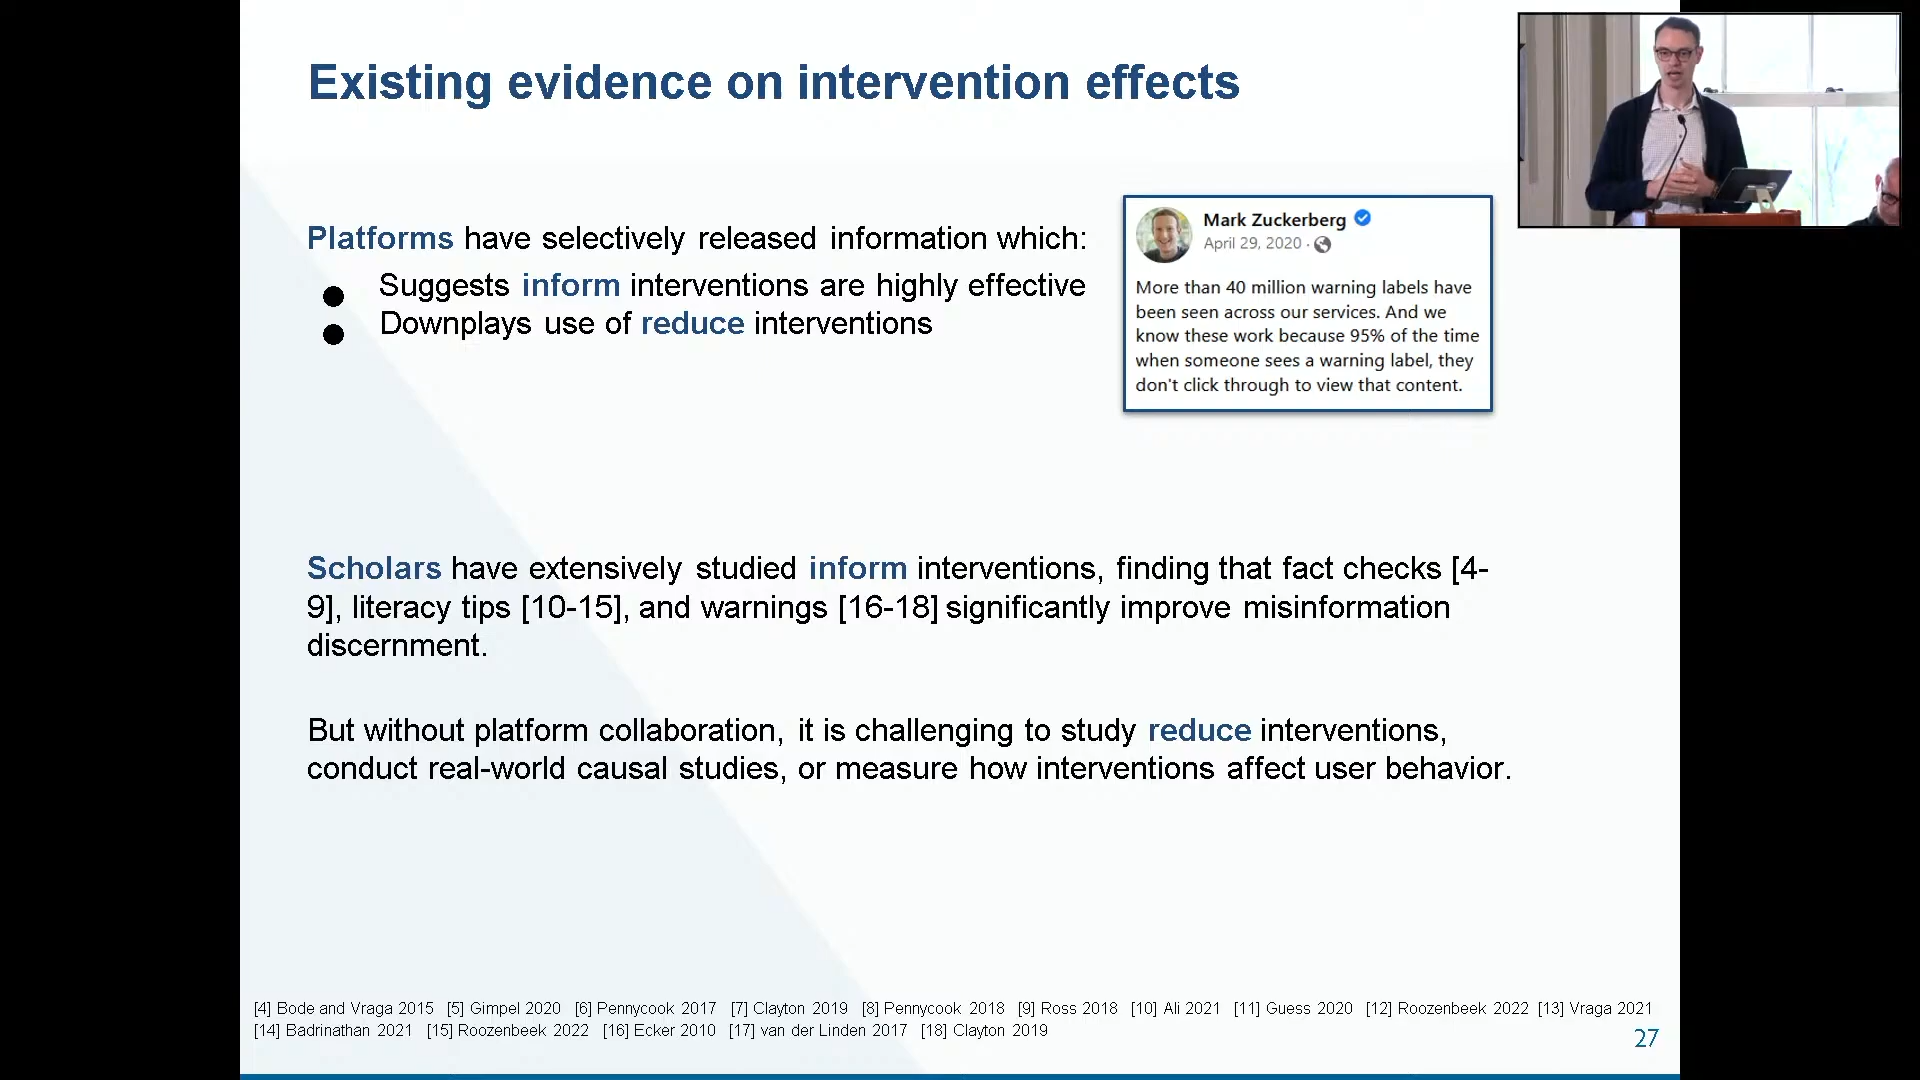 Existing evidence on intervention effects
Platforms have selectively released information which:
● Suggests inform interventions are highly effective
● Downplays use of reduce interventions
Mark Zuckerberg
April 29, 2020 ·
More than 40 million warning labels have
been seen across our services. And we
know these work because 95% of the time
when someone sees a warning label, they
don't click through to view that content.
Scholars have extensively studied inform interventions, finding that fact checks [4-
9], literacy tips [10-15], and warnings [16-18] significantly improve misinformation
discernment.
But without platform collaboration, it is challenging to study reduce interventions,
conduct real-world causal studies, or measure how interventions affect user behavior.
[4] Bode and Vraga 2015 [5] Gimpel 2020 [6] Pennycook 2017 [7] Clayton 2019 [8] Pennycook 2018 [9] Ross 2018 [10] Ali 2021 [11] Guess 2020 [12] Roozenbeek 2022 [13] Vraga 2021
[14] Badrinathan 2021 [15] Roozenbeek 2022 [16] Ecker 2010 [17] van der Linden 2017 [18] Clayton 2019
27